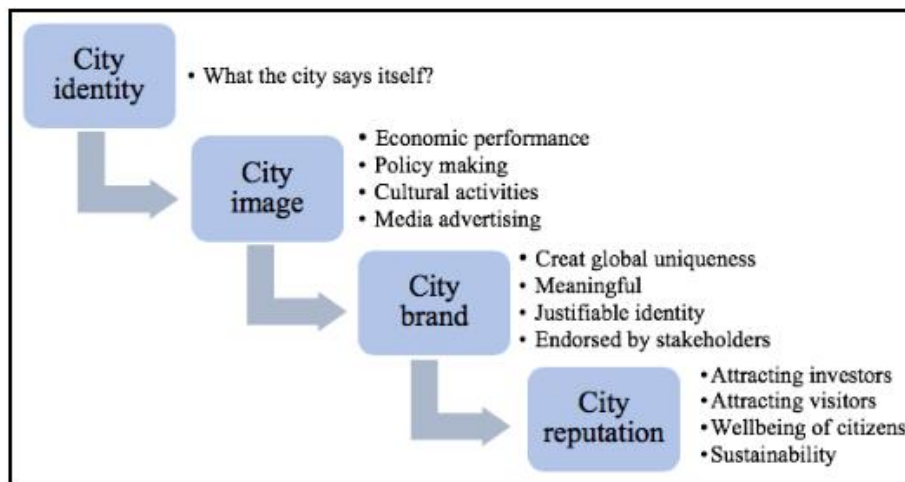 City
identity
• What the city says itself?
City
image
• Economic performance
• Policy making
• Cultural activities
• Media advertising
City
brand
• Creat global uniqueness
• Meaningful
• Justifiable identity
• Endorsed by stakeholders
City
reputation
•Attracting investors
•Attracting visitors
•Wellbeing of citizens
•Sustainability